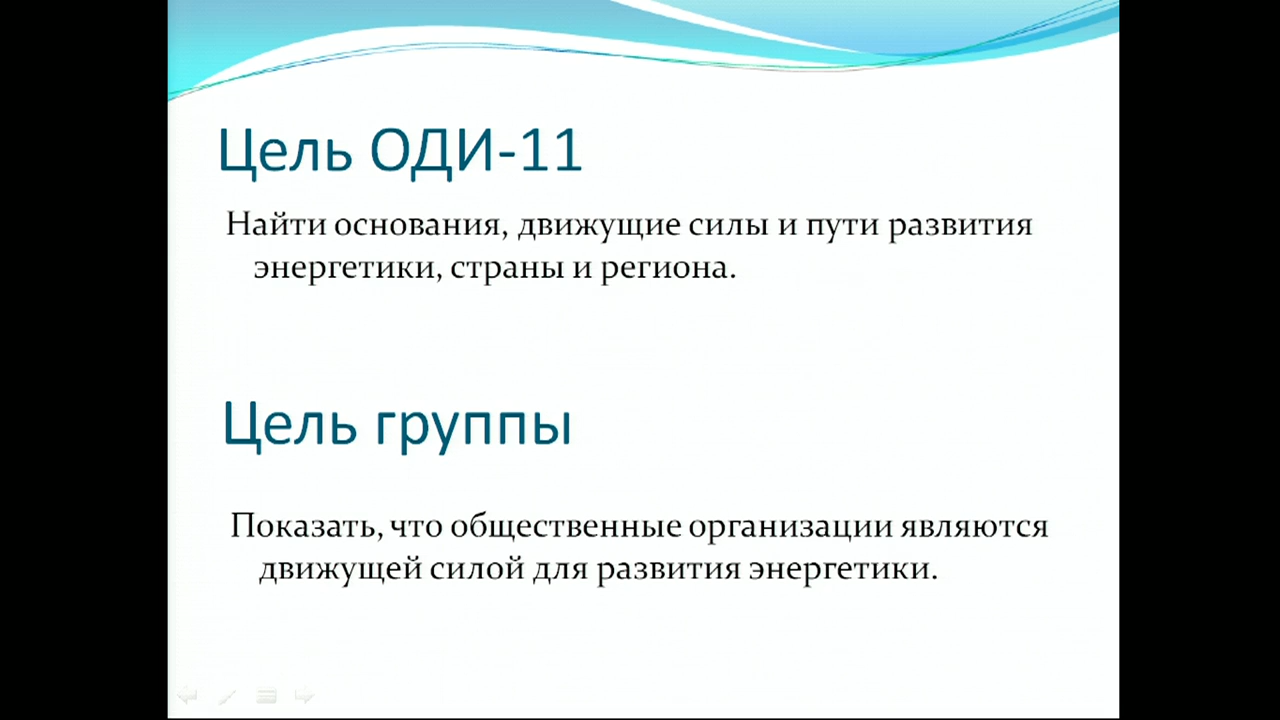 Цель ОДИ-11
Найти основания, движущие силы и пути развития
энергетики, страны и региона.
Цель группы
Показать, что общественные организации являются
движущей силой для развития энергетики.